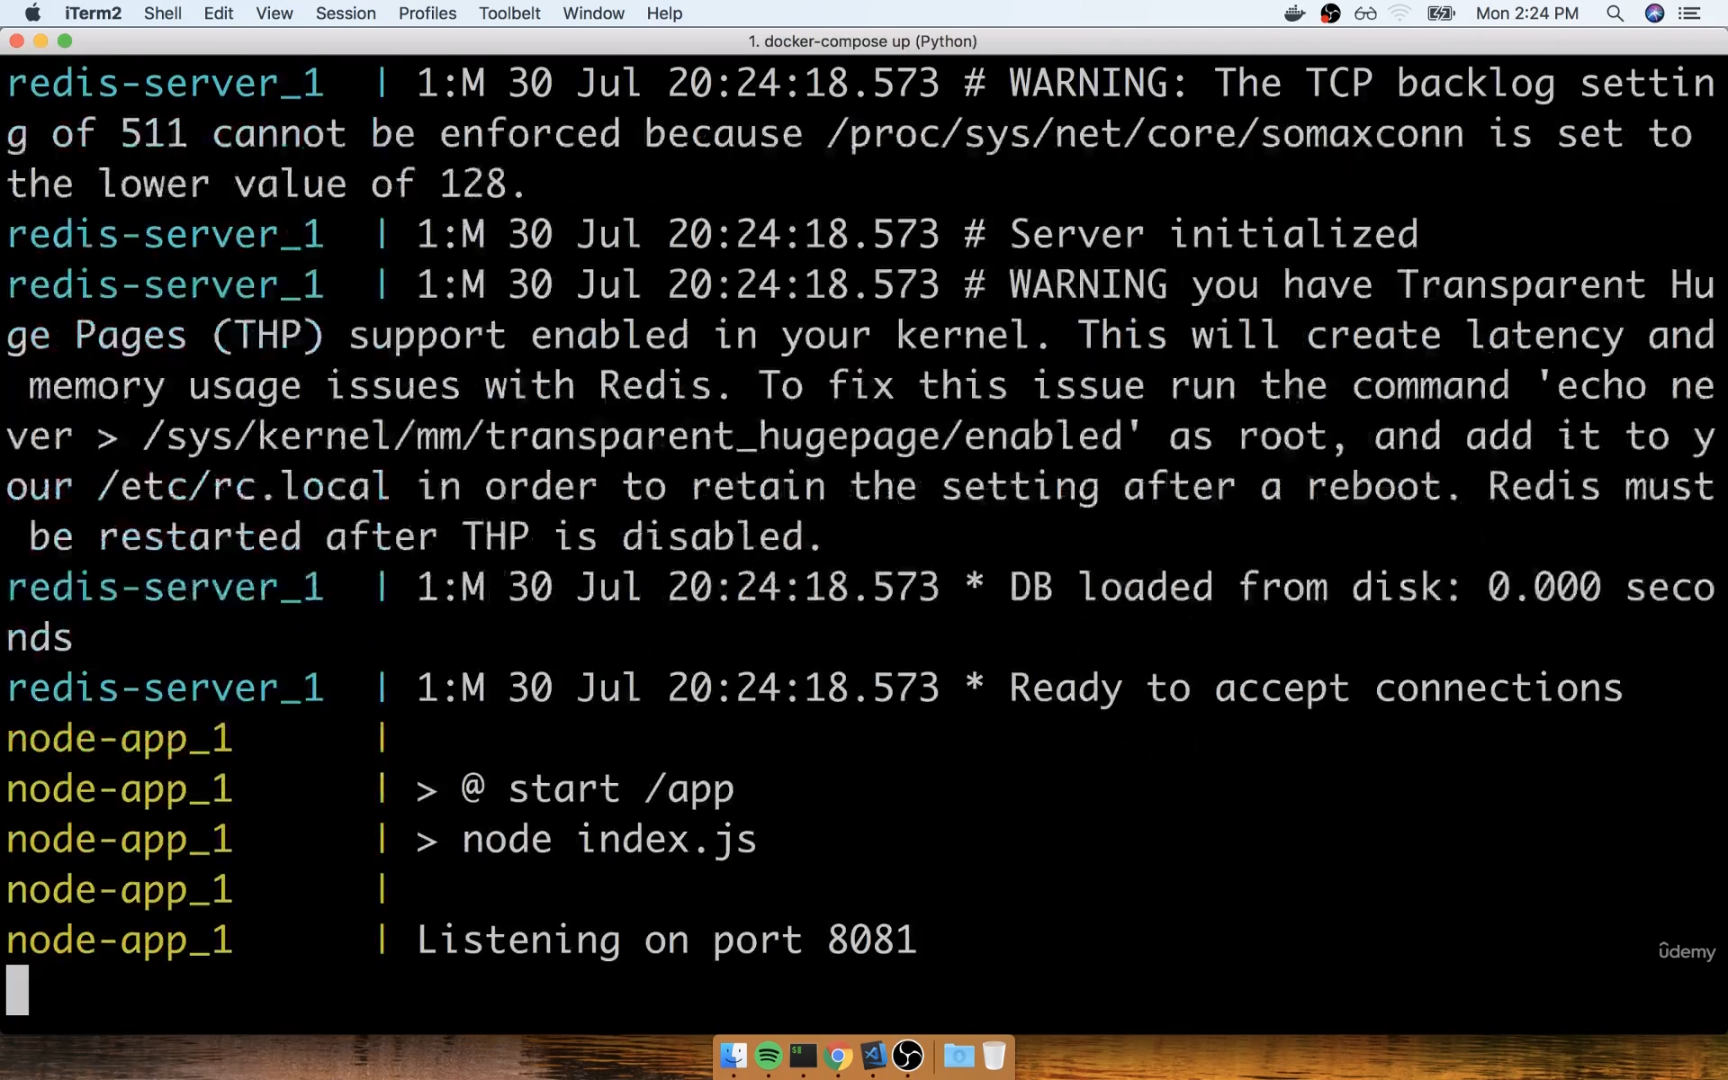 iTerm2 Shell Edit View Session Profiles Toolbelt Window Help Mon 2:24 PM
1. docker-compose up (Python)
redis-server_1 | 1:M 30 Jul 20:24:18.573 # WARNING: The TCP backlog settin
g of 511 cannot be enforced because /proc/sys/net/core/somaxconn is set to
the lower value of 128.
redis-server_1 | 1:M 30 Jul 20:24:18.573 # Server initialized
redis-server_1 | 1:M 30 Jul 20:24:18.573 # WARNING you have Transparent Hu
ge Pages (THP) support enabled in your kernel. This will create latency and
memory usage issues with Redis. To fix this issue run the command 'echo ne
ver > /sys/kernel/mm/transparent_hugepage/enabled' as root, and add it to y
our /etc/rc.local in order to retain the setting after a reboot. Redis must
be restarted after THP is disabled.
redis-server_1 | 1:M 30 Jul 20:24:18.573 * DB loaded from disk: 0.000 seco
nds
redis-server_1 | 1:M 30 Jul 20:24:18.573 * Ready to accept connections
node-app_1 |
node-app_1 | > @ start /app
node-app_1 | > node index.js
node-app_1 |
node-app_1 | Listening on port 8081
ûdemy